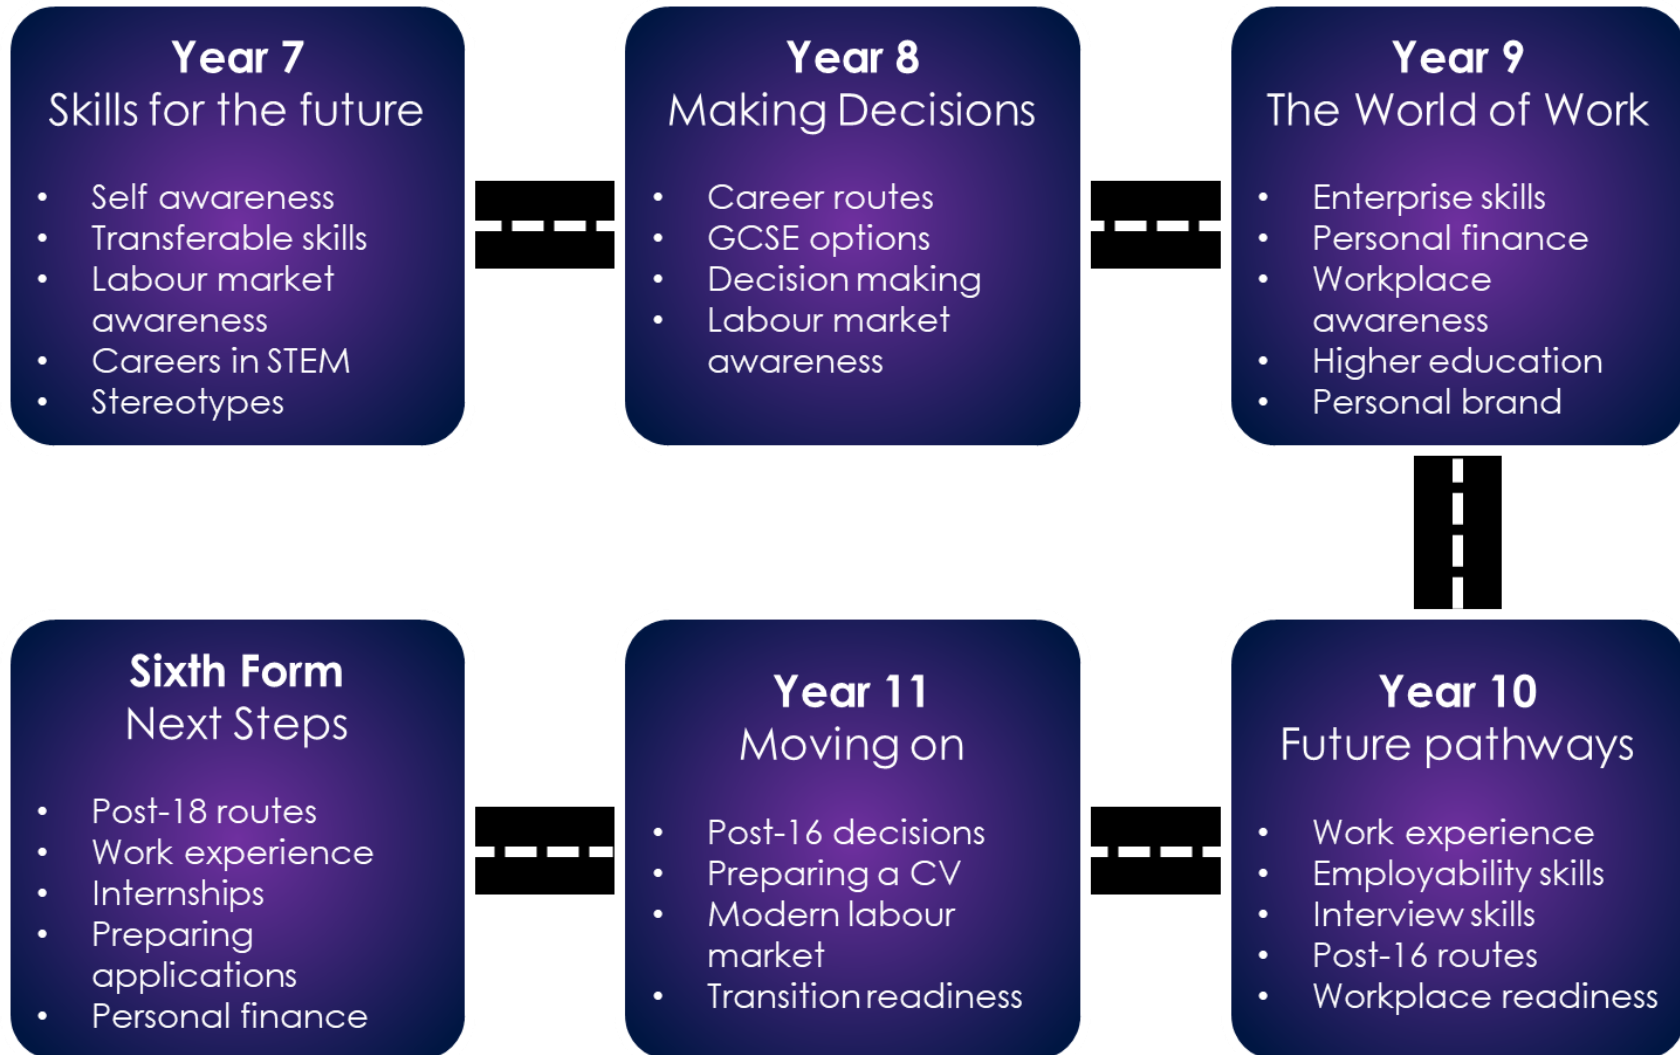 Year 7
Skills for the future
• Self awareness
• Transferable skills
• Labour market
awareness
• Careers in STEM
• Stereotypes
Year 8
Making Decisions
• Career routes
• GCSE options
• Decision making
• Labour market
awareness
Year 9
The World of Work
• Enterprise skills
• Personal finance
• Workplace
awareness
• Higher education
• Personal brand
Year 10
Future pathways
• Work experience
• Employability skills
• Interview skills
• Post-16 routes
• Workplace readiness
Year 11
Moving on
• Post-16 decisions
• Preparing a CV
• Modern labour
market
• Transition readiness
Sixth Form
Next Steps
• Post-18 routes
• Work experience
• Internships
• Preparing
applications
• Personal finance